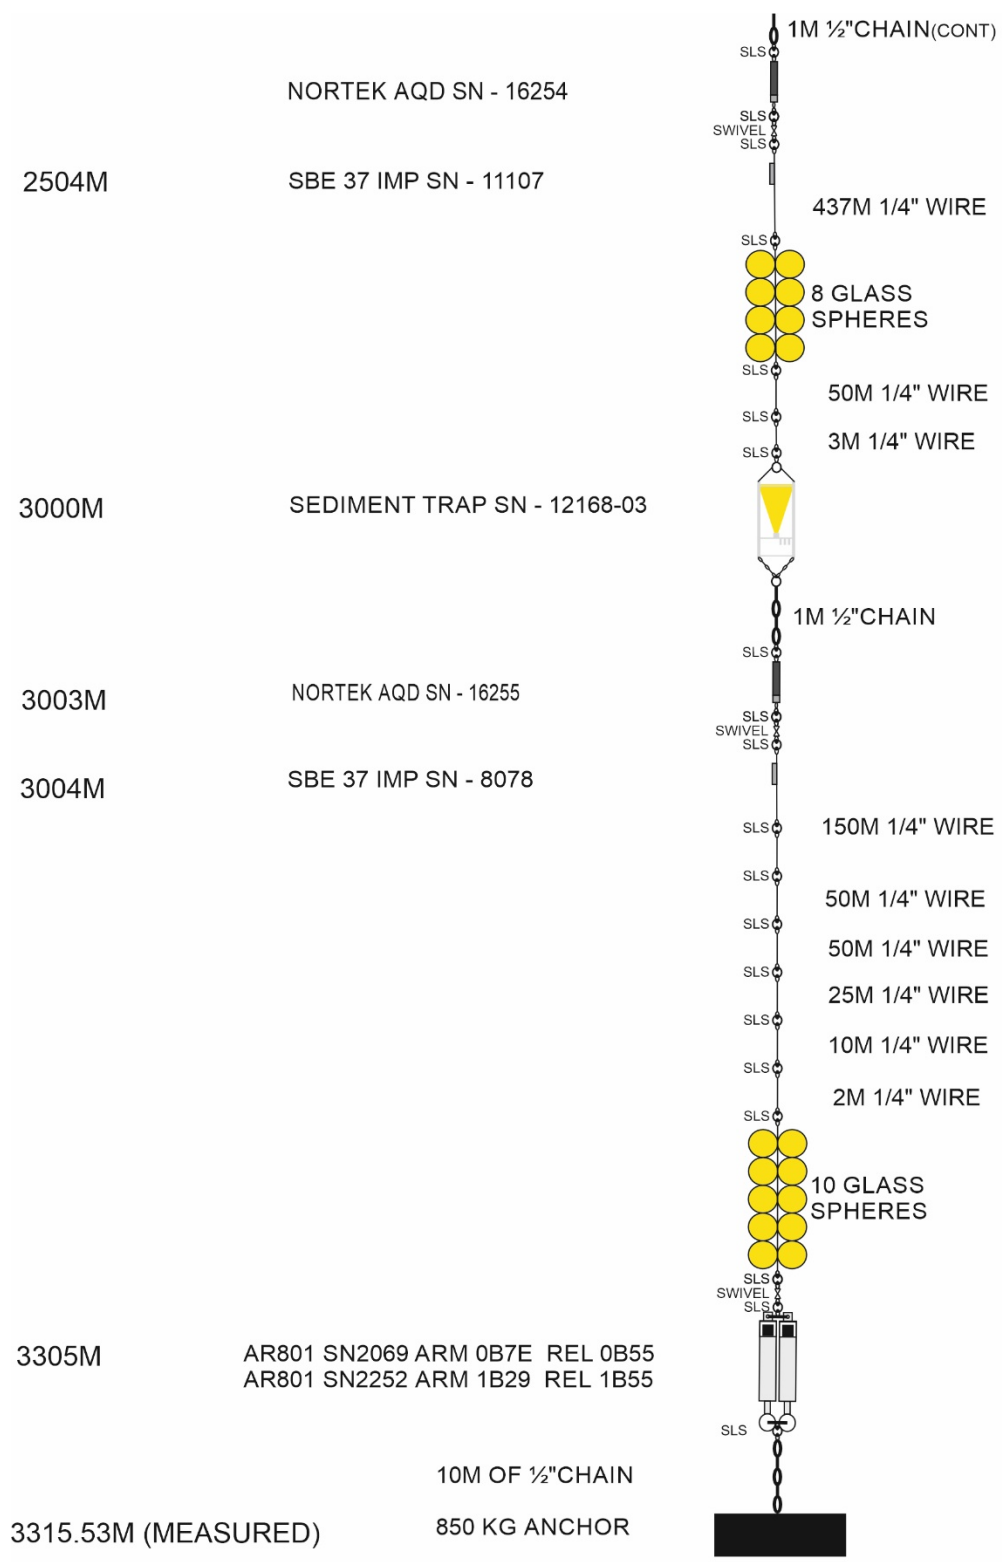 1M ½"CHAIN(CONT)
SLS
NORTEK AQD SN - 16254
SLS
SWIVEL
SLS
2504M SBE 37 IMP SN - 11107
437M 1/4" WIRE
SLS
8 GLASS
SPHERES
SLS
50M 1/4" WIRE
SLS
3M 1/4" WIRE
SLS
3000M SEDIMENT TRAP SN - 12168-03
1M ½"CHAIN
SLS
3003M NORTEK AQD SN - 16255
SLS
SWIVEL
SLS
3004M SBE 37 IMP SN - 8078
SLS 150M 1/4" WIRE
SLS
50M 1/4" WIRE
SLS
50M 1/4" WIRE
SLS
25M 1/4" WIRE
SLS
10M 1/4" WIRE
SLS
2M 1/4" WIRE
SLS
10 GLASS
SPHERES
SLS
SWIVEL
SLS
3305M AR801 SN2069 ARM 0B7E REL 0B55
AR801 SN2252 ARM 1B29 REL 1B55
SLS
10M OF ½"CHAIN
3315.53M (MEASURED) 850 KG ANCHOR